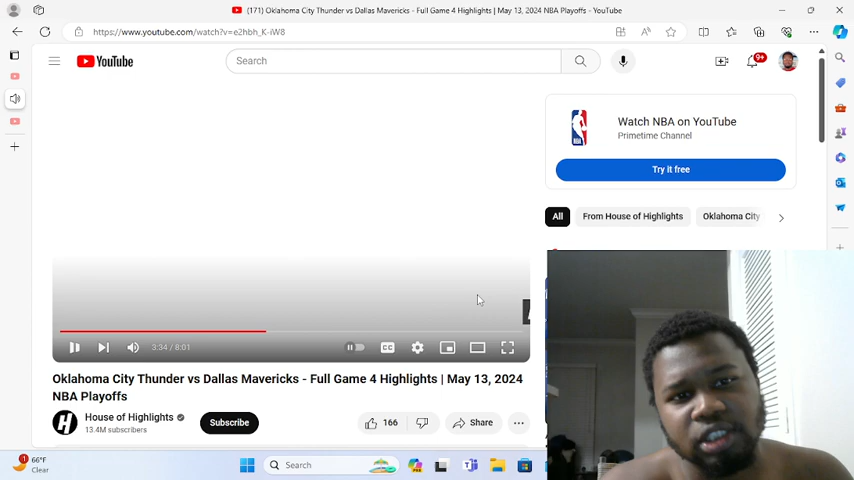 (171) Oklahoma City Thunder vs Dallas Mavericks - Full Game 4 Highlights | May 13, 2024 NBA Playoffs - YouTube
https://www.youtube.com/watch?v=e2hbh_K-iW8
YouTube
Search
9+
Watch NBA on YouTube
Primetime Channel
NBA
Try it free
All
From House of Highlights
Oklahoma City
3:34 / 8:01
CC
Oklahoma City Thunder vs Dallas Mavericks - Full Game 4 Highlights | May 13, 2024
NBA Playoffs
House of Highlights
13.4M subscribers
Subscribe
166
Share
1
66°F
Clear
Search